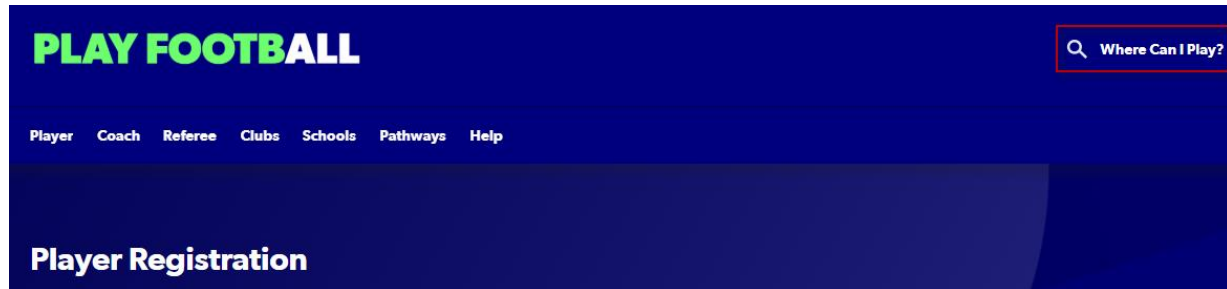 PLAY FOOTBALL
Where Can I Play?
Player Coach Referee Clubs Schools Pathways Help
Player Registration